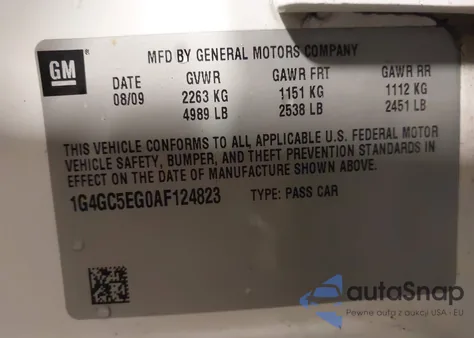 GM
MFD BY GENERAL MOTORS COMPANY
DATE GVWR GAWR FRT GAWR RR
08/09 2263 KG 1151 KG 1112 KG
4989 LB 2538 LB 2451 LB
THIS VEHICLE CONFORMS TO ALL APPLICABLE U.S. FEDERAL MOTOR
VEHICLE SAFETY, BUMPER, AND THEFT PREVENTION STANDARDS IN
EFFECT ON THE DATE OF MANUFACTURE SHOWN ABOVE.
1G4GC5EG0AF124823 TYPE: PASS CAR
autoSnap
Pewne auto z aukcji USA i EU